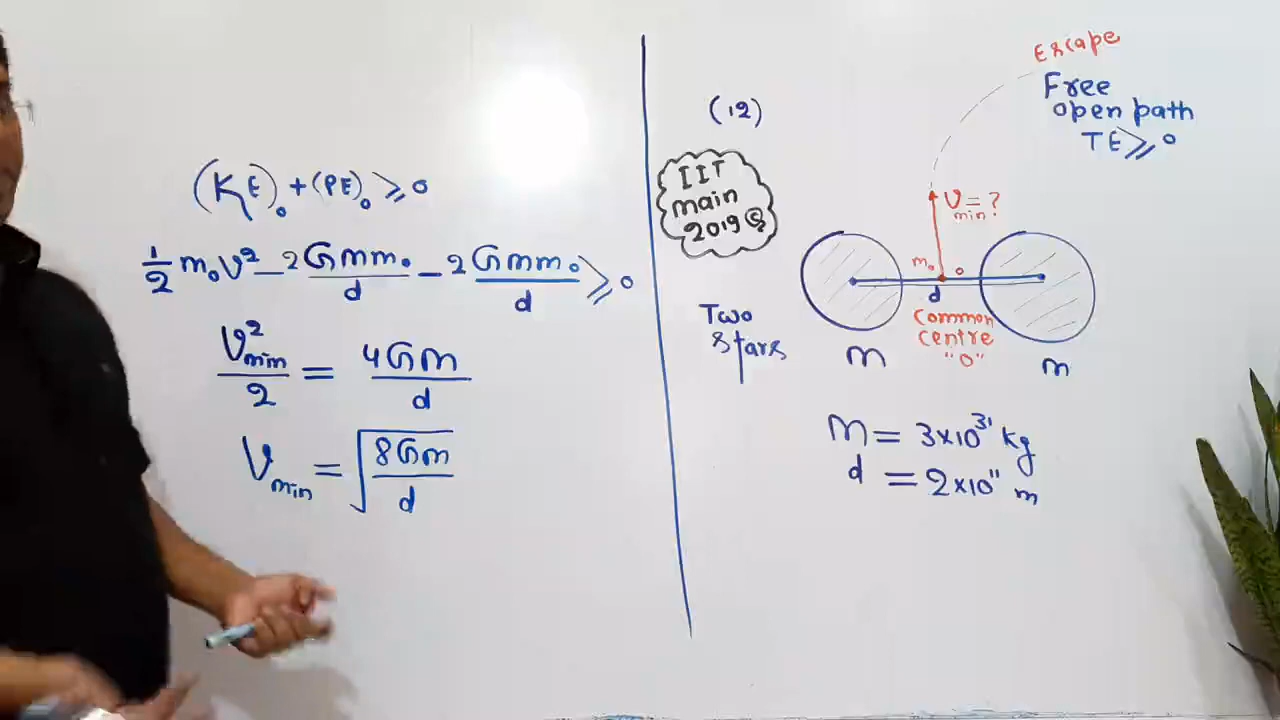 (KE)₀ + (PE)₀ ⩾ 0
1/2 m₀v² − 2Gmm₀/d − 2Gmm₀/d ⩾ 0
v²min/2 = 4Gm/d
vmin = √(8Gm/d)
(12)
IIT
main
2019
Two
stars
Escape
Free
open path
TE ⩾ 0
v = ?
min
m₀ o
d
Common
centre
"O"
m
m
m = 3×10³¹ kg
d = 2×10¹¹ m